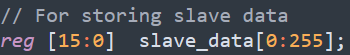 // For storing slave data
reg [15:0]  slave_data[0:255];